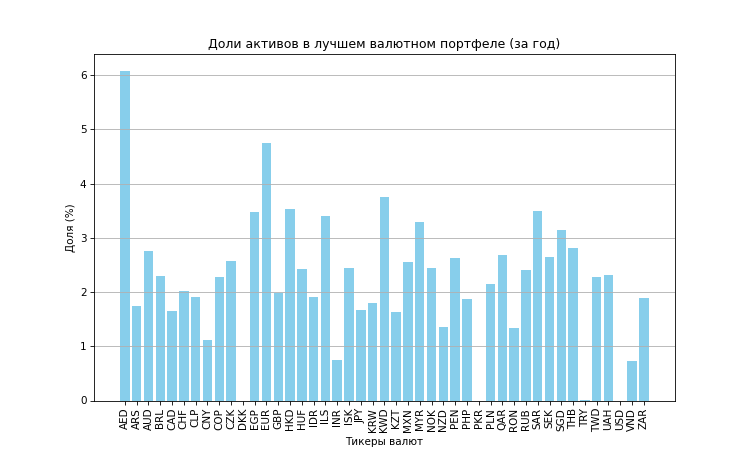 Доли активов в лучшем валютном портфеле (за год)
Доля (%)
6
5
4
3
2
1
0
AED ARS AUD BRL CAD CHF CLP CNY COP CZK DKK EGP EUR GBP HKD HUF IDR ILS INR ISK JPY KRW KWD KZT MXN MYR NOK NZD PEN PHP PKR PLN QAR RON RUB SAR SEK SGD THB TRY TWD UAH USD VND ZAR
Тикеры валют